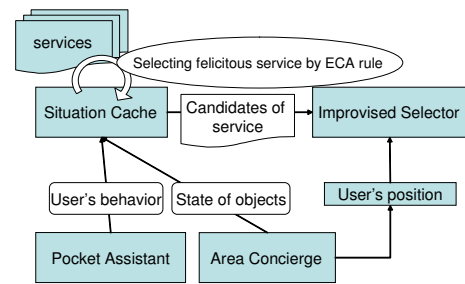 services
Selecting felicitous service by ECA rule
Situation Cache
Candidates of
service
Improvised Selector
User's behavior
State of objects
User's position
Pocket Assistant
Area Concierge